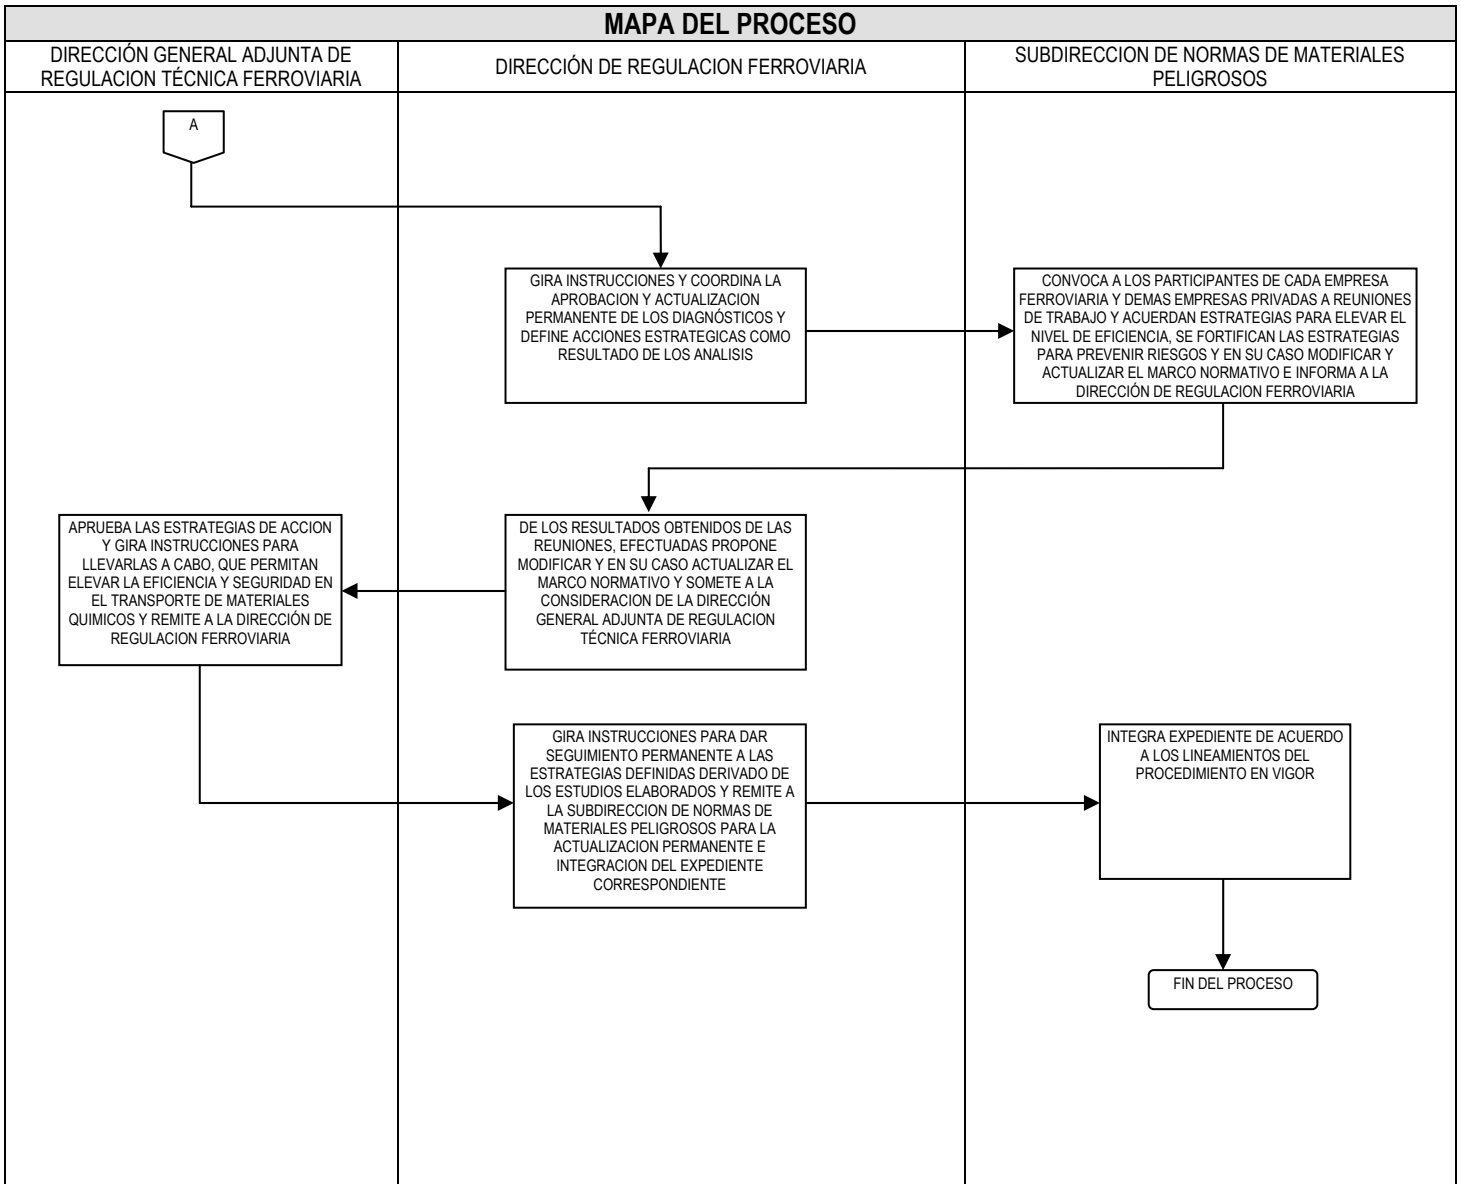 MAPA DEL PROCESO
DIRECCIÓN GENERAL ADJUNTA DE
REGULACION TÉCNICA FERROVIARIA
DIRECCIÓN DE REGULACION FERROVIARIA
SUBDIRECCION DE NORMAS DE MATERIALES
PELIGROSOS
A
GIRA INSTRUCCIONES Y COORDINA LA
APROBACION Y ACTUALIZACION
PERMANENTE DE LOS DIAGNÓSTICOS Y
DEFINE ACCIONES ESTRATEGICAS COMO
RESULTADO DE LOS ANALISIS
CONVOCA A LOS PARTICIPANTES DE CADA EMPRESA
FERROVIARIA Y DEMAS EMPRESAS PRIVADAS A REUNIONES
DE TRABAJO Y ACUERDAN ESTRATEGIAS PARA ELEVAR EL
NIVEL DE EFICIENCIA, SE FORTIFICAN LAS ESTRATEGIAS
PARA PREVENIR RIESGOS Y EN SU CASO MODIFICAR Y
ACTUALIZAR EL MARCO NORMATIVO E INFORMA A LA
DIRECCIÓN DE REGULACION FERROVIARIA
APRUEBA LAS ESTRATEGIAS DE ACCION
Y GIRA INSTRUCCIONES PARA
LLEVARLAS A CABO, QUE PERMITAN
ELEVAR LA EFICIENCIA Y SEGURIDAD EN
EL TRANSPORTE DE MATERIALES
QUIMICOS Y REMITE A LA DIRECCIÓN DE
REGULACION FERROVIARIA
DE LOS RESULTADOS OBTENIDOS DE LAS
REUNIONES, EFECTUADAS PROPONE
MODIFICAR Y EN SU CASO ACTUALIZAR EL
MARCO NORMATIVO Y SOMETE A LA
CONSIDERACION DE LA DIRECCIÓN
GENERAL ADJUNTA DE REGULACION
TÉCNICA FERROVIARIA
GIRA INSTRUCCIONES PARA DAR
SEGUIMIENTO PERMANENTE A LAS
ESTRATEGIAS DEFINIDAS DERIVADO DE
LOS ESTUDIOS ELABORADOS Y REMITE A
LA SUBDIRECCION DE NORMAS DE
MATERIALES PELIGROSOS PARA LA
ACTUALIZACION PERMANENTE E
INTEGRACION DEL EXPEDIENTE
CORRESPONDIENTE
INTEGRA EXPEDIENTE DE ACUERDO
A LOS LINEAMIENTOS DEL
PROCEDIMIENTO EN VIGOR
FIN DEL PROCESO